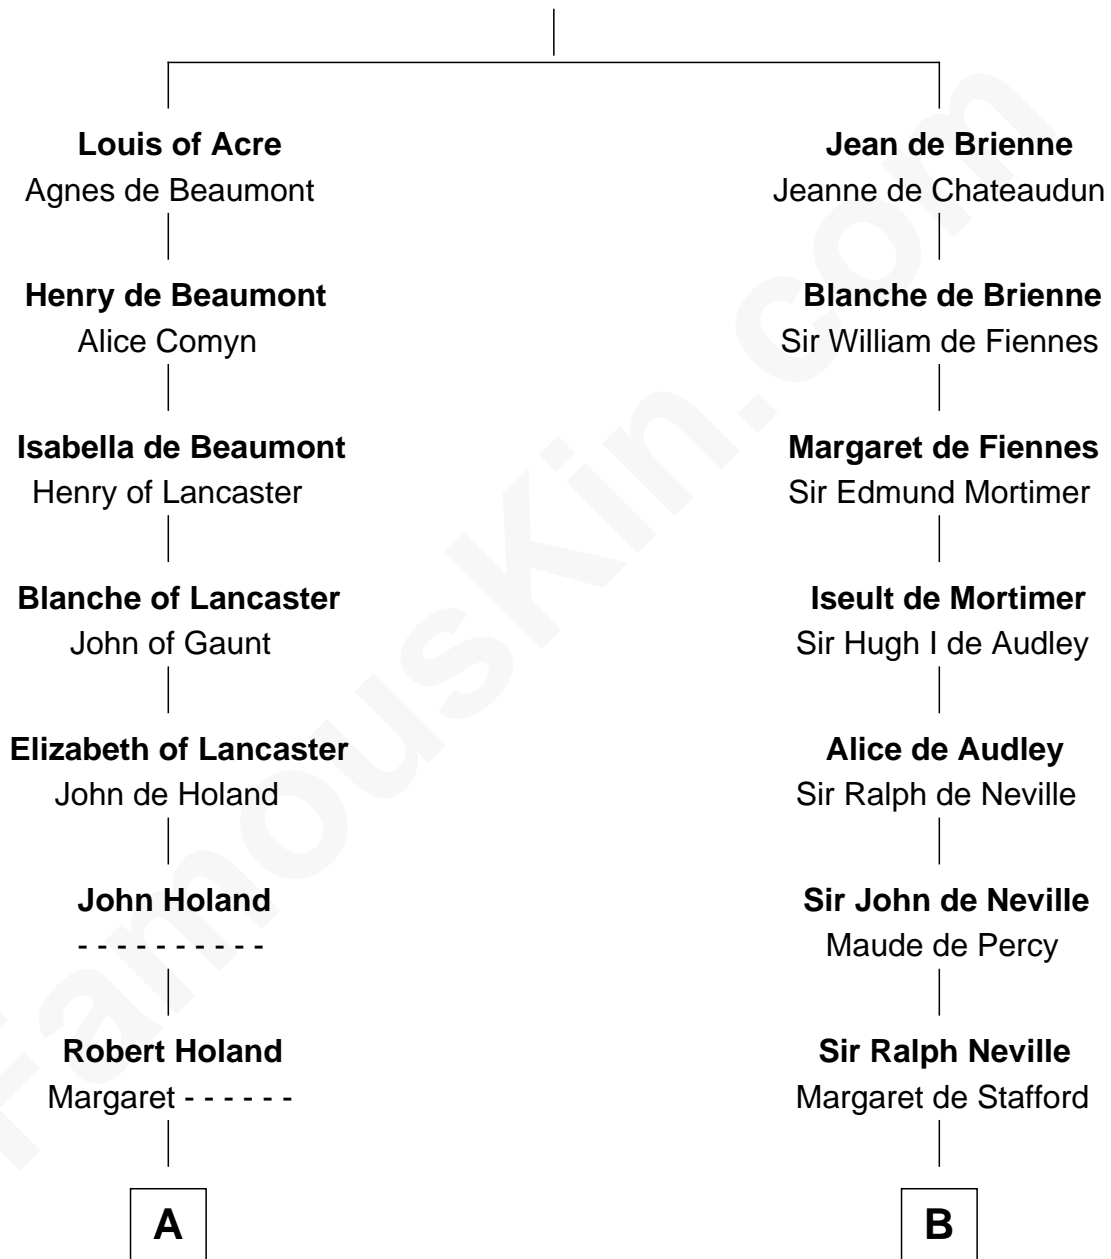 Louis of Acre
Agnes de Beaumont
Henry de Beaumont
Alice Comyn
Isabella de Beaumont
Henry of Lancaster
Blanche of Lancaster
John of Gaunt
Elizabeth of Lancaster
John de Holand
John Holand
- - - - - - - - - -
Robert Holand
Margaret - - - - - -
A
Jean de Brienne
Jeanne de Chateaudun
Blanche de Brienne
Sir William de Fiennes
Margaret de Fiennes
Sir Edmund Mortimer
Iseult de Mortimer
Sir Hugh I de Audley
Alice de Audley
Sir Ralph de Neville
Sir John de Neville
Maude de Percy
Sir Ralph Neville
Margaret de Stafford
B
FamousKin.com